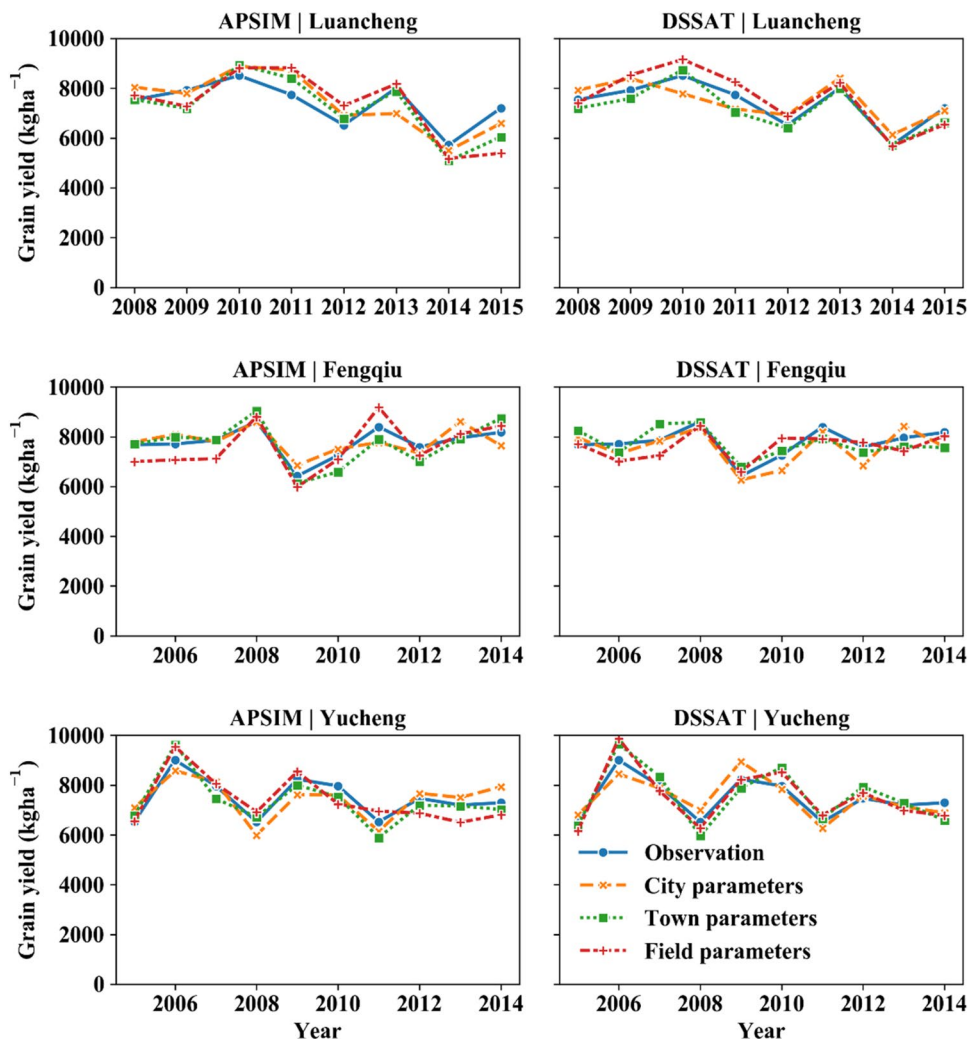 APSIM | Luancheng
DSSAT | Luancheng
Grain yield (kgha⁻¹)
10000
8000
6000
4000
2000
0
2008 2009 2010 2011 2012 2013 2014 2015
2008 2009 2010 2011 2012 2013 2014 2015
APSIM | Fengqiu
DSSAT | Fengqiu
Grain yield (kgha⁻¹)
10000
8000
6000
4000
2000
0
2006 2008 2010 2012 2014
2006 2008 2010 2012 2014
APSIM | Yucheng
DSSAT | Yucheng
Grain yield (kgha⁻¹)
10000
8000
6000
4000
2000
0
2006 2008 2010 2012 2014
Year
Observation
City parameters
Town parameters
Field parameters
2006 2008 2010 2012 2014
Year